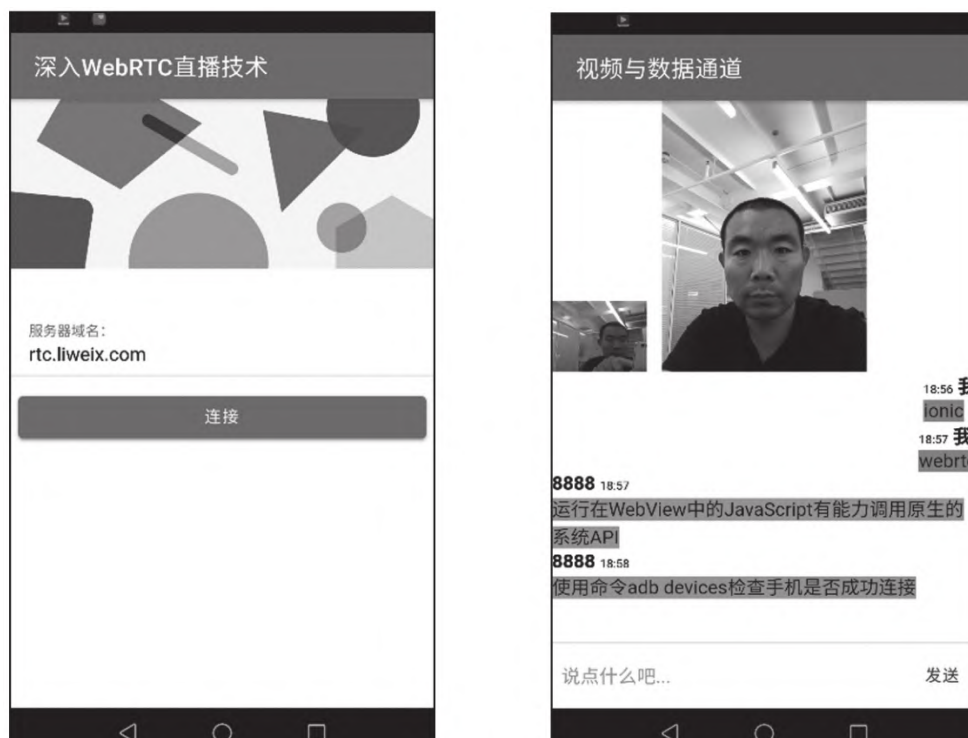 深入WebRTC直播技术
服务器域名：
rtc.liweix.com
连接
视频与数据通道
18:56 我
ionic
18:57 我
webrtc
8888 18:57
运行在WebView中的JavaScript有能力调用原生的
系统API
8888 18:58
使用命令adb devices检查手机是否成功连接
说点什么吧...
发送